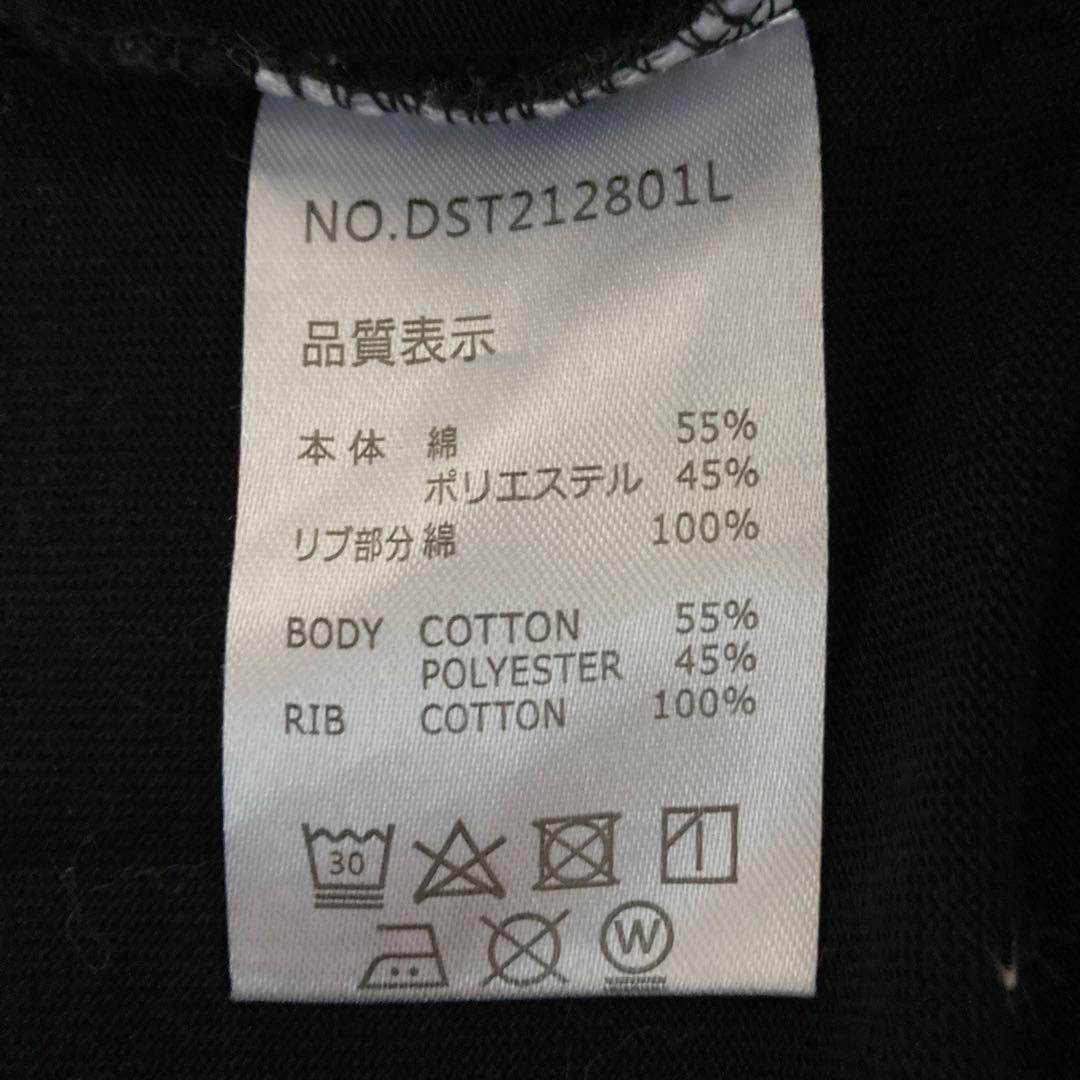 NO.DST212801L
品質表示
本体 綿 55%
ポリエステル 45%
リブ部分 綿 100%
BODY COTTON 55%
POLYESTER 45%
RIB COTTON 100%
30
W